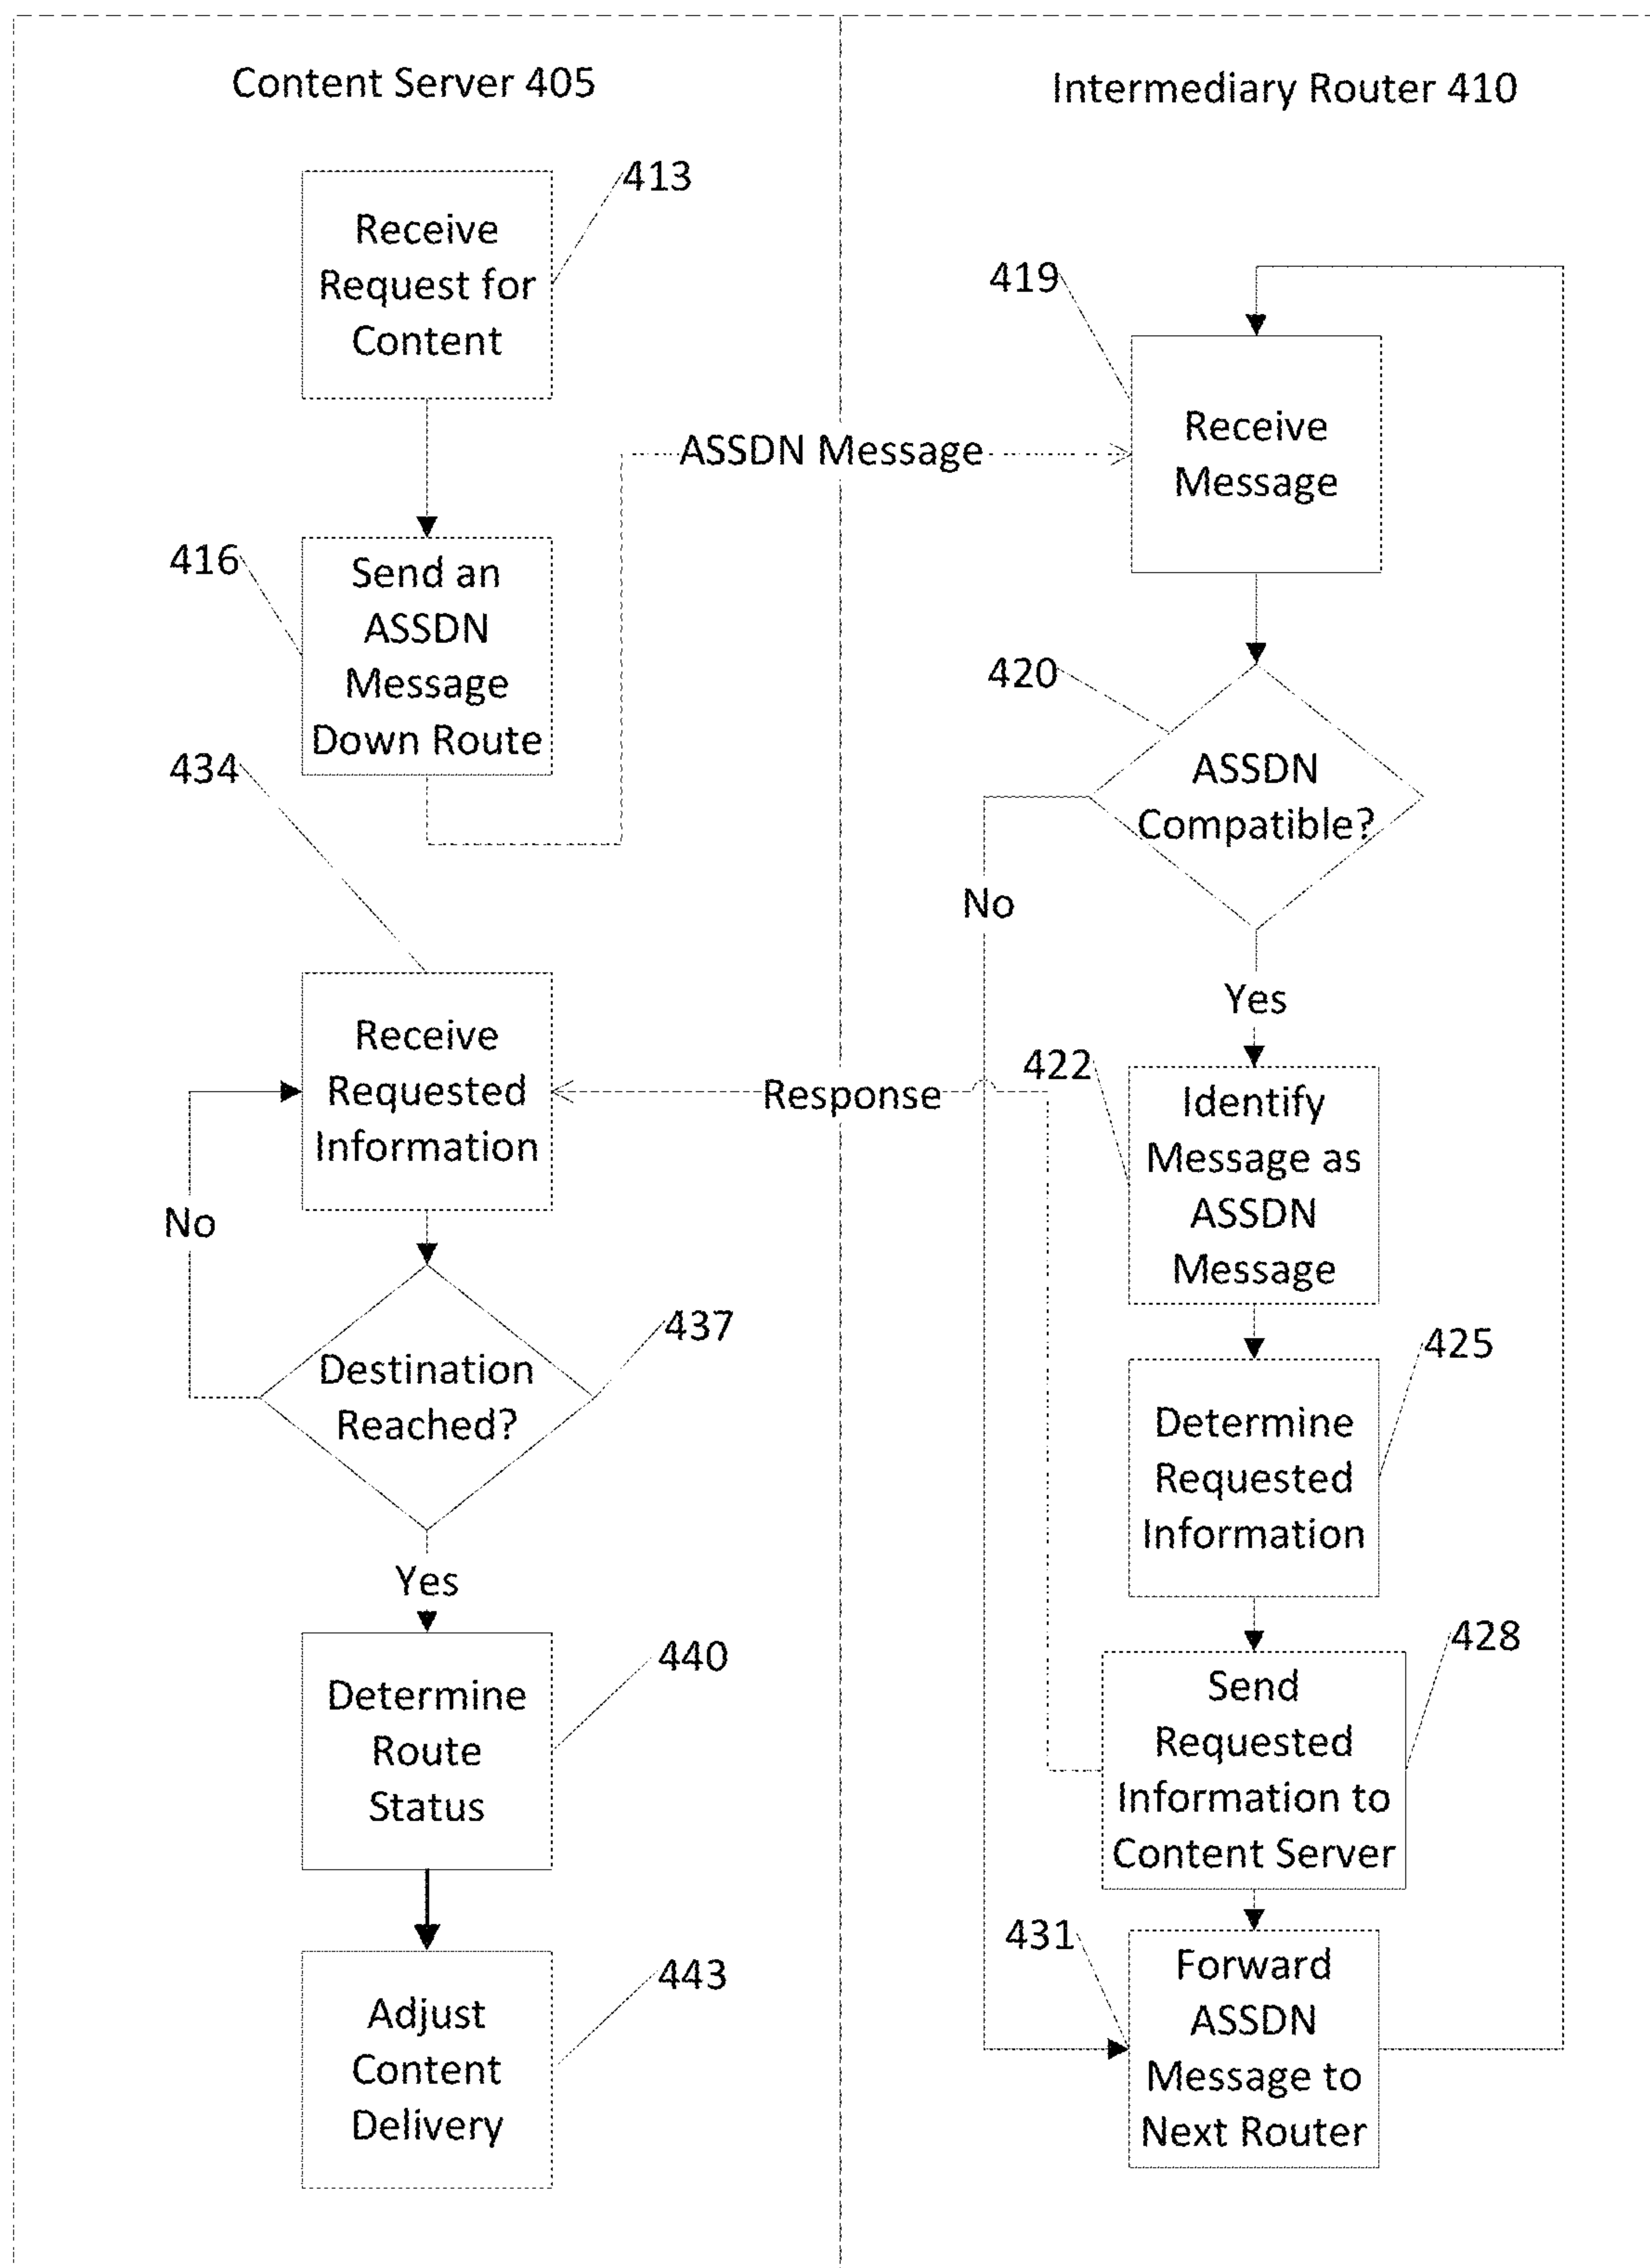 Content Server 405
413
Receive
Request for
Content
416
Send an
ASSDN
Message
Down Route
434
Receive
Requested
Information
No
437
Destination
Reached?
Yes
440
Determine
Route
Status
443
Adjust
Content
Delivery
ASSDN Message
Response
Intermediary Router 410
419
Receive
Message
420
ASSDN
Compatible?
No
Yes
422
Identify
Message as
ASSDN
Message
425
Determine
Requested
Information
428
Send
Requested
Information to
Content Server
431
Forward
ASSDN
Message to
Next Router